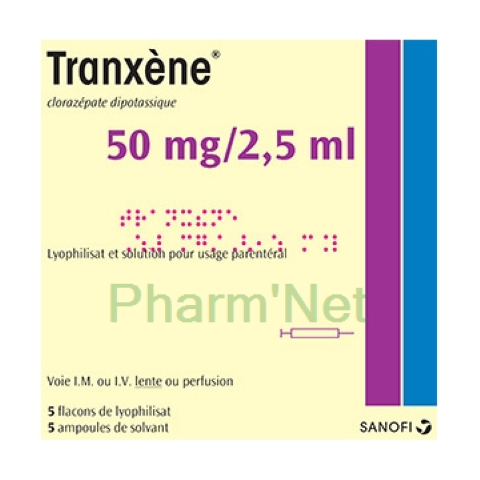 Tranxène®
clorazépate dipotassique
50 mg/2,5 ml
Lyophilisat et solution pour usage parentéral
Pharm'Net
Voie I.M. ou I.V. lente ou perfusion
5 flacons de lyophilisat
5 ampoules de solvant
SANOFI